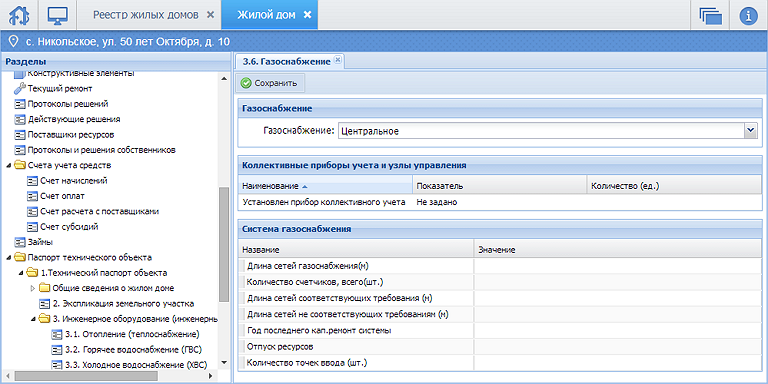 Реестр жилых домов
Жилой дом
с. Никольское, ул. 50 лет Октября, д. 10
Разделы
Конструктивные элементы
Текущий ремонт
Протоколы решений
Действующие решения
Поставщики ресурсов
Протоколы и решения собственников
Счета учета средств
Счет начислений
Счет оплат
Счет расчета с поставщиками
Счет субсидий
Займы
Паспорт технического объекта
1.Технический паспорт объекта
Общие сведения о жилом доме
2. Экспликация земельного участка
3. Инженерное оборудование (инженернь
3.1. Отопление (теплоснабжение)
3.2. Горячее водоснабжение (ГВС)
3.3. Холодное водоснабжение (ХВС)
3.6. Газоснабжение
Сохранить
Газоснабжение
Газоснабжение: Центральное
Коллективные приборы учета и узлы управления
Наименование Показатель Количество (ед.)
Установлен прибор коллективного учета Не задано
Система газоснабжения
Название Значение
Длина сетей газоснабжения(м)
Количество счетчиков, всего(шт.)
Длина сетей соответствующих требования (м)
Длина сетей не соответствующих требованиям (м)
Год последнего кап.ремонт системы
Отпуск ресурсов
Количество точек ввода (шт.)